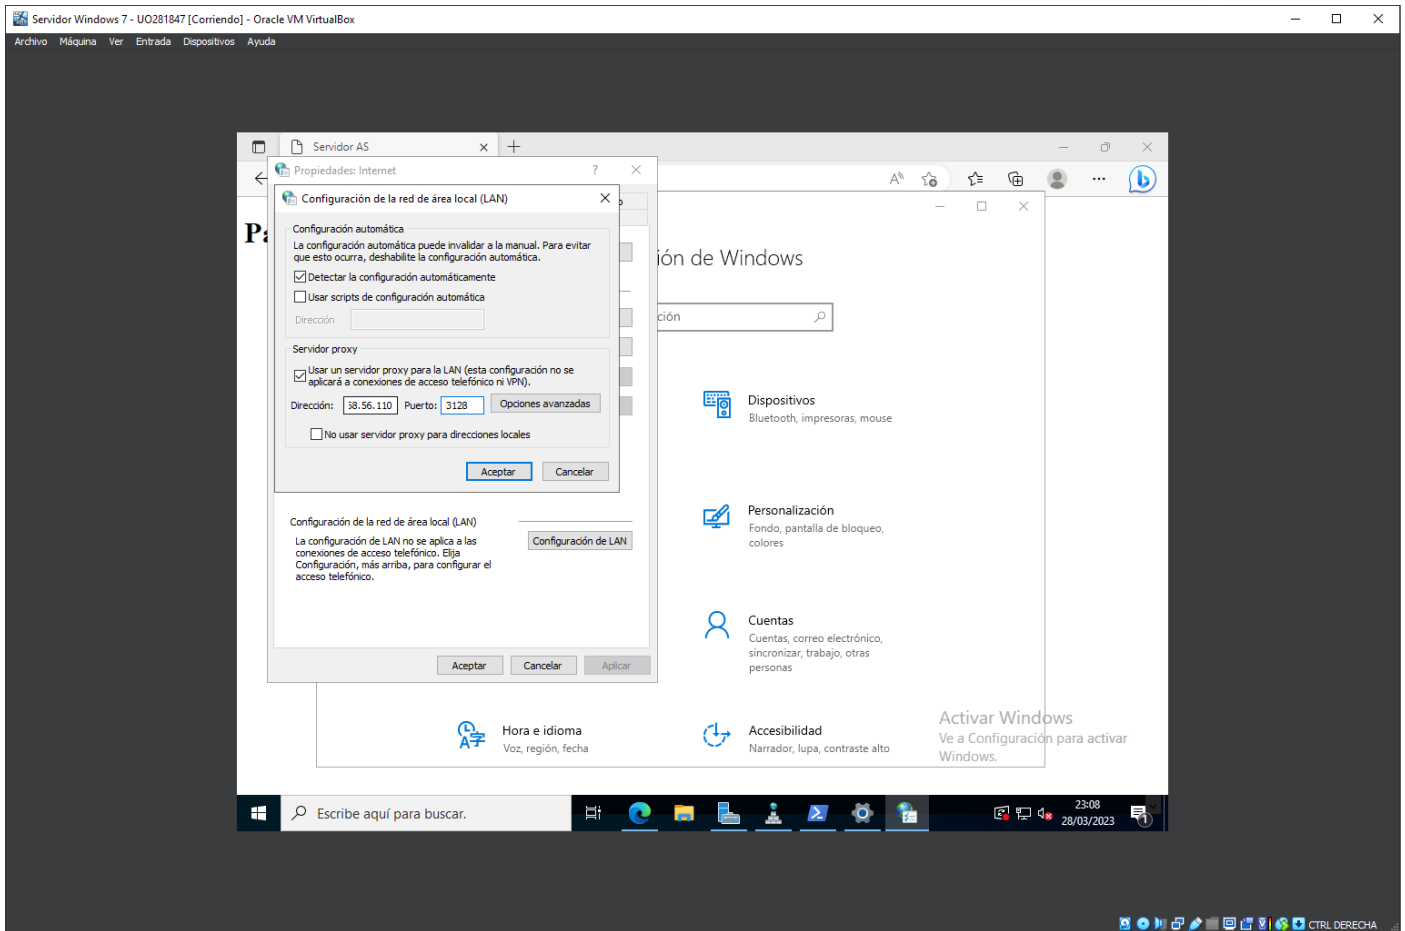 Servidor Windows 7 - UO281847 [Corriendo] - Oracle VM VirtualBox
Archivo Máquina Ver Entrada Dispositivos Ayuda
Servidor AS
Propiedades: Internet
?
Configuración de la red de área local (LAN)
Configuración automática
La configuración automática puede invalidar a la manual. Para evitar
que esto ocurra, deshabilite la configuración automática.
Detectar la configuración automáticamente
Usar scripts de configuración automática
Dirección
Servidor proxy
Usar un servidor proxy para la LAN (esta configuración no se
aplicará a conexiones de acceso telefónico ni VPN).
Dirección: 58.56.110 Puerto: 3128 Opciones avanzadas
No usar servidor proxy para direcciones locales
Aceptar Cancelar
Configuración de la red de área local (LAN)
La configuración de LAN no se aplica a las
conexiones de acceso telefónico. Elija
Configuración, más arriba, para configurar el
acceso telefónico.
Configuración de LAN
Aceptar Cancelar Aplicar
ión de Windows
ción
Dispositivos
Bluetooth, impresoras, mouse
Personalización
Fondo, pantalla de bloqueo,
colores
Cuentas
Cuentas, correo electrónico,
sincronizar, trabajo, otras
personas
Hora e idioma
Voz, región, fecha
Accesibilidad
Narrador, lupa, contraste alto
Activar Windows
Ve a Configuración para activar
Windows.
Escribe aquí para buscar.
23:08
28/03/2023
1
CTRL DERECHA